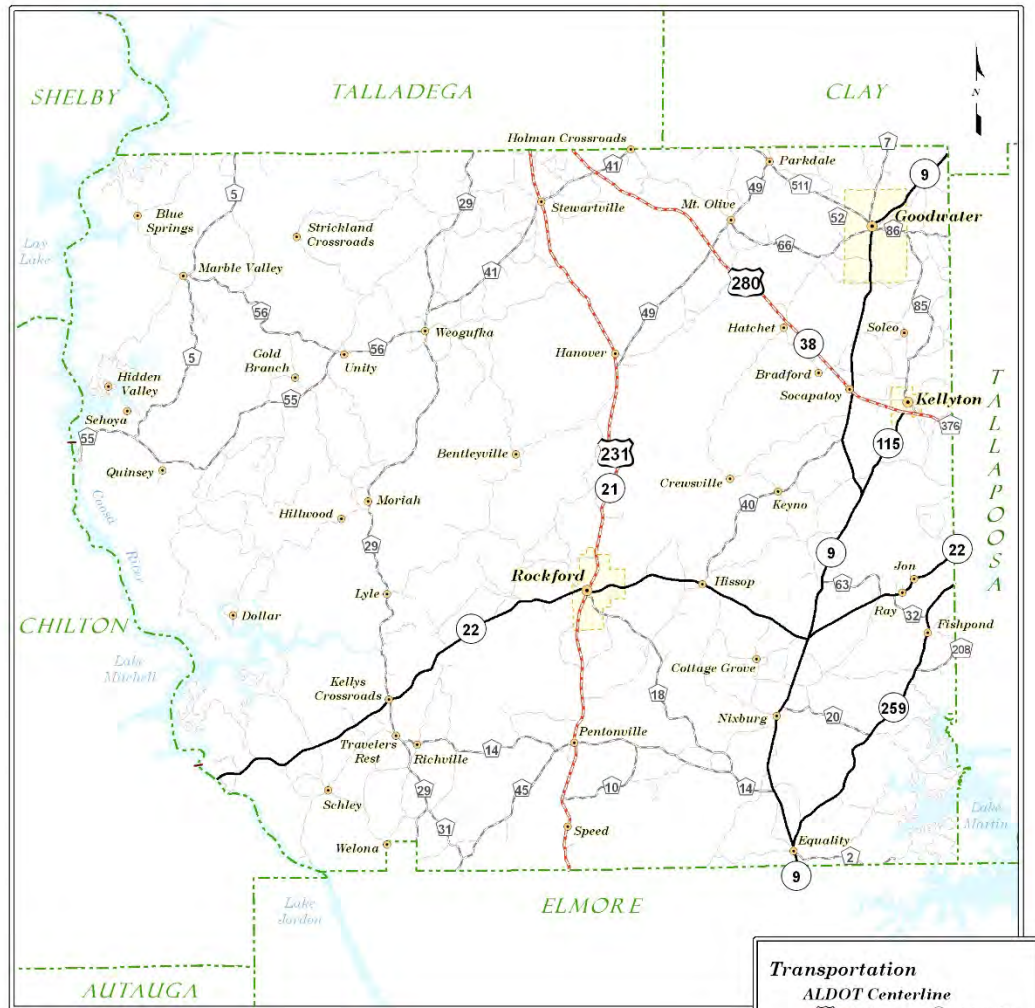 SHELBY
TALLADEGA
CLAY
N
Holman Crossroads
7
Parkdale
41
9
5
29
49
511
Blue
Springs
Stewartville
Mt. Olive
52
Goodwater
Strickland
Crossroads
86
66
Lay
Lake
41
Marble Valley
280
49
85
56
Hatchet
Soleo
Weogufka
38
56
Unity
Hanover
5
Gold
Branch
Bradford
Socapatoy
Hidden
Valley
55
Kellyton
TALLAPOOSA
Sehoya
376
55
115
Bentleyville
231
Quinsey
21
Crewsville
Keyno
40
Coosa
River
Moriah
Hillwood
29
9
22
Jon
Rockford
Hissop
63
Lyle
Ray
32
Dollar
Fishpond
CHILTON
22
208
Lake
Mitchell
Cottage Grove
Kellys
Crossroads
18
259
Nixburg
20
Travelers
Rest
Richville
14
Pentonville
29
45
10
14
Schley
31
Speed
Lake
Martin
Welona
Equality
2
9
Lake
Jordon
ELMORE
AUTAUGA
Transportation
ALDOT Centerline